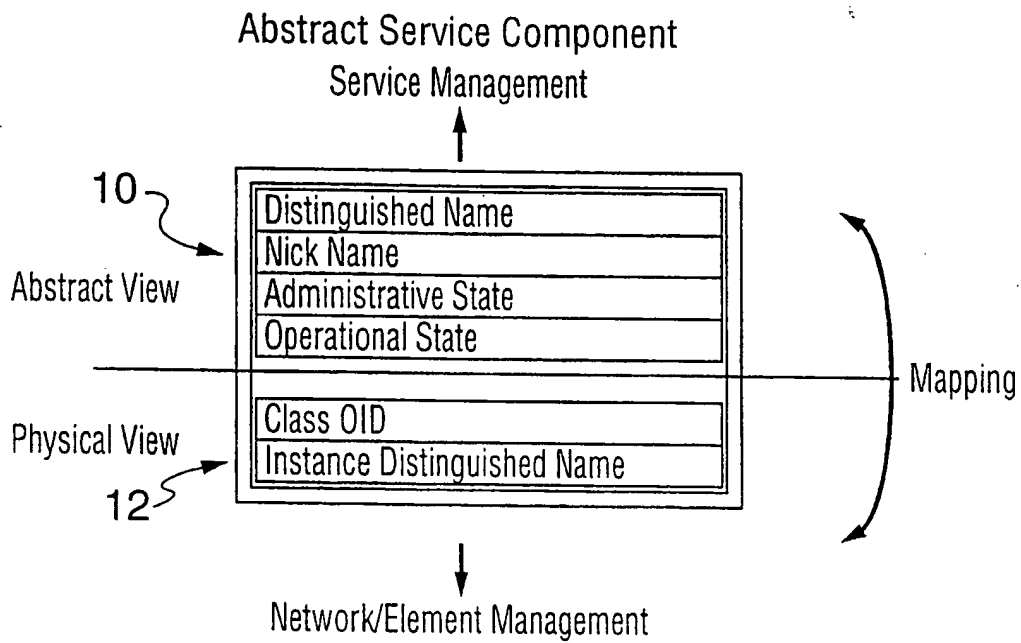 Abstract Service Component
Service Management
10
Distinguished Name
Nick Name
Abstract View
Administrative State
Operational State
Mapping
Class OID
Physical View
Instance Distinguished Name
12
Network/Element Management